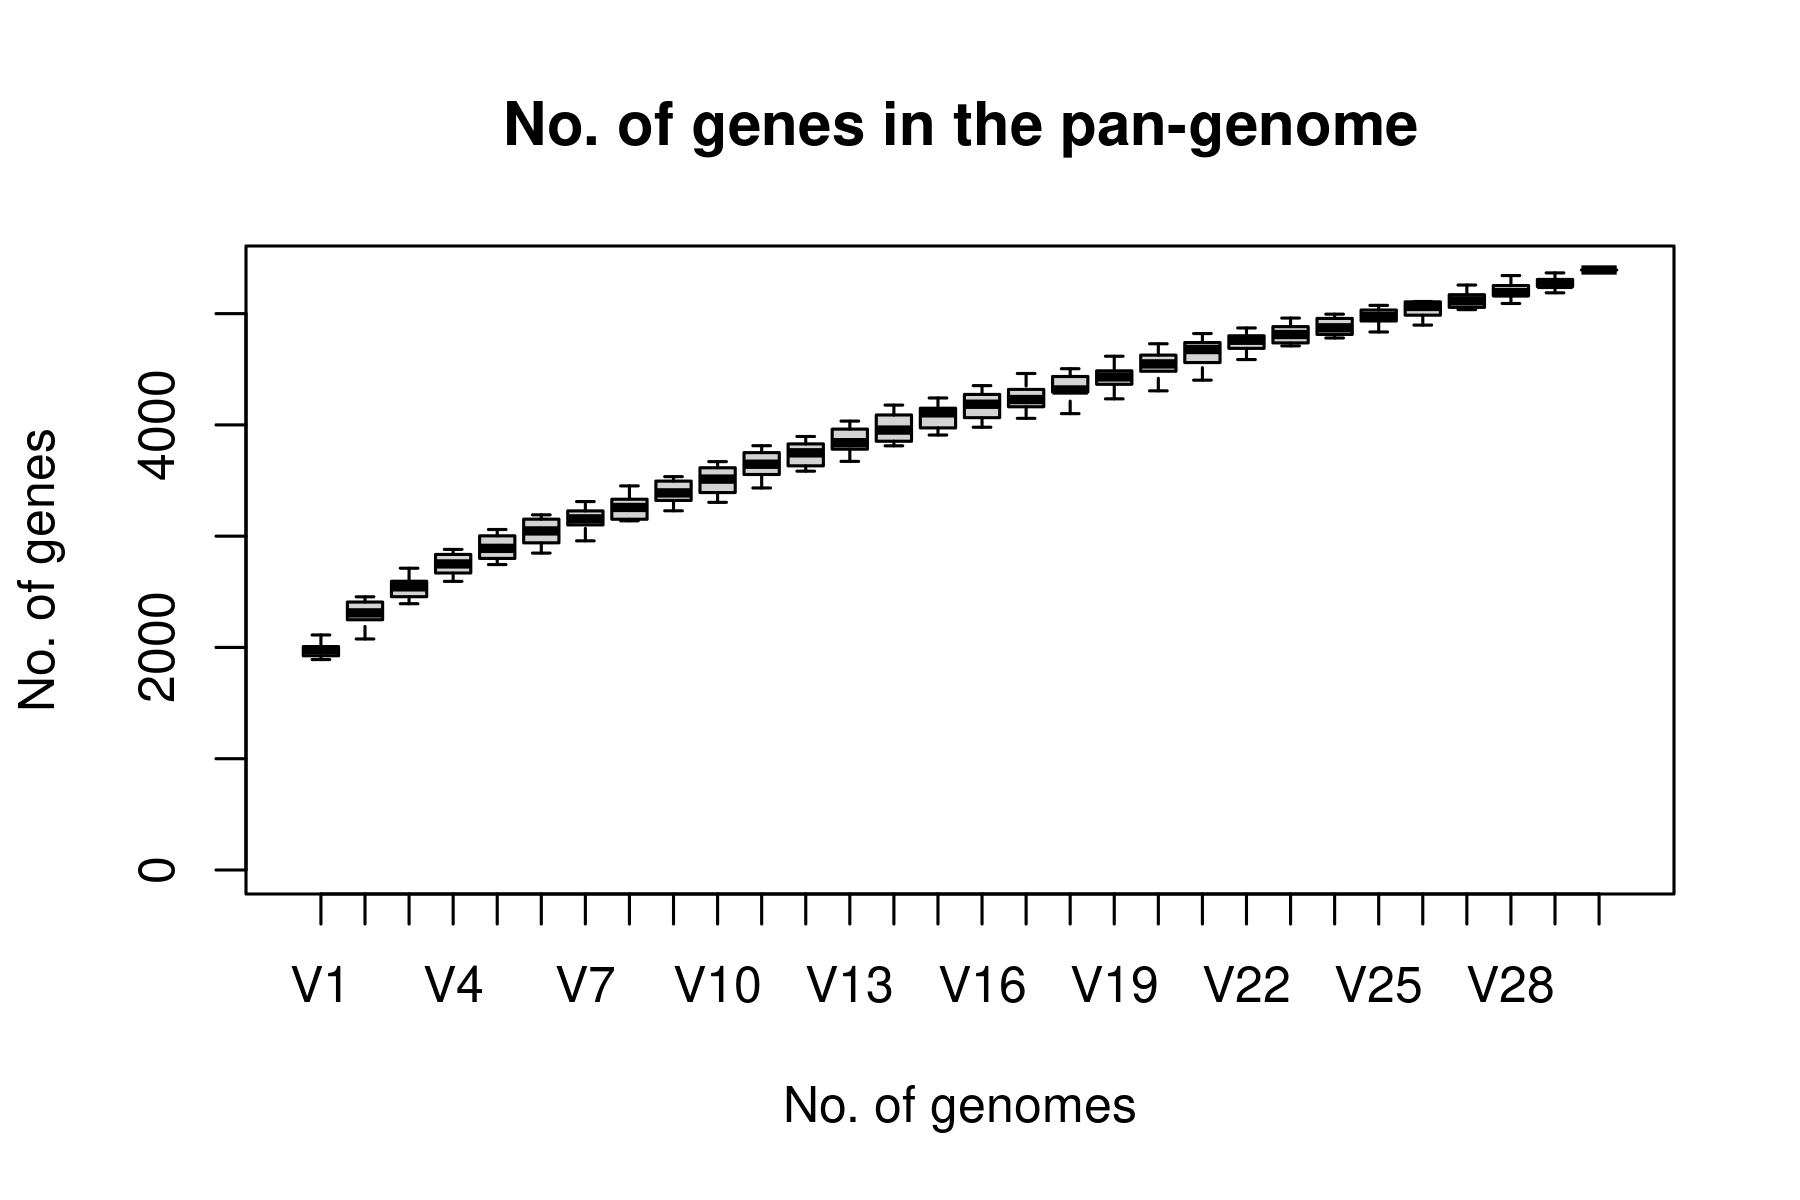 No. of genes in the pan-genome
No. of genes
4000
2000
0
V1 V4 V7 V10 V13 V16 V19 V22 V25 V28
No. of genomes